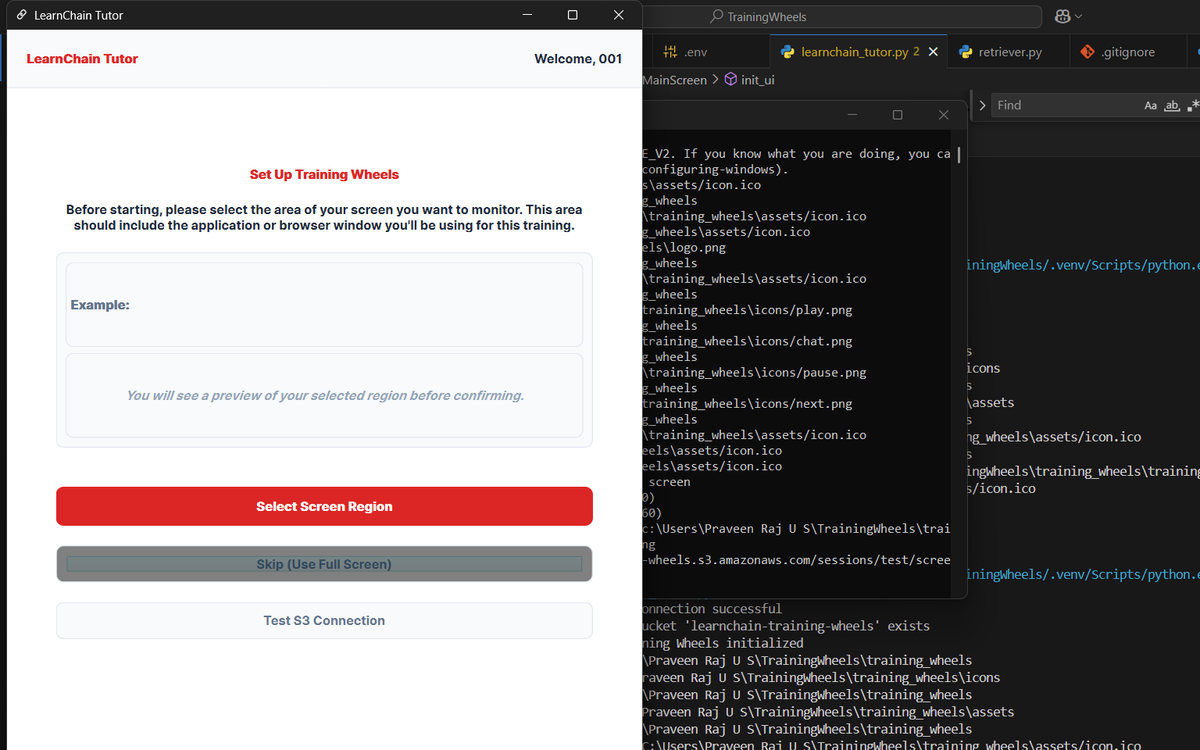 LearnChain Tutor
LearnChain Tutor
Welcome, 001
Set Up Training Wheels
Before starting, please select the area of your screen you want to monitor. This area
should include the application or browser window you'll be using for this training.
Example:
You will see a preview of your selected region before confirming.
Select Screen Region
Skip (Use Full Screen)
Test S3 Connection
TrainingWheels
.env
learnchain_tutor.py 2
retriever.py
.gitignore
MainScreen > init_ui
Find
Aa ab
E_V2. If you know what you are doing, you ca
configuring-windows).
s\assets/icon.ico
g_wheels
\training_wheels\assets/icon.ico
g_wheels\assets/icon.ico
els\logo.png
g_wheels
\training_wheels\assets/icon.ico
g_wheels
training_wheels\icons/play.png
g_wheels
training_wheels\icons/chat.png
g_wheels
\training_wheels\icons/pause.png
g_wheels
training_wheels\icons/next.png
g_wheels
\training_wheels\assets/icon.ico
eels\assets/icon.ico
eels\assets/icon.ico
screen
0)
60)
c:\Users\Praveen Raj U S\TrainingWheels\trai
ng
-wheels.s3.amazonaws.com/sessions/test/scree
iningWheels/.venv/Scripts/python.e
s
icons
s
\assets
s
ng_wheels\assets/icon.ico
s
ingWheels\training_wheels\training
s/icon.ico
iningWheels/.venv/Scripts/python.e
onnection successful
ucket 'learnchain-training-wheels' exists
ning Wheels initialized
\Praveen Raj U S\TrainingWheels\training_wheels
raveen Raj U S\TrainingWheels\training_wheels\icons
\Praveen Raj U S\TrainingWheels\training_wheels
Praveen Raj U S\TrainingWheels\training_wheels\assets
\Praveen Raj U S\TrainingWheels\training_wheels
C:\Users\Praveen Raj U S\TrainingWheels\training_wheels\assets/icon.ico